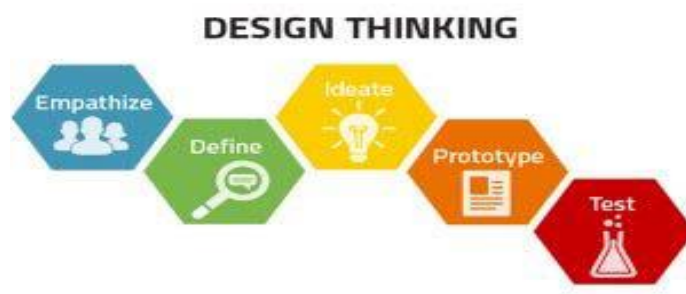 DESIGN THINKING
Empathize
Define
Ideate
Prototype
Test